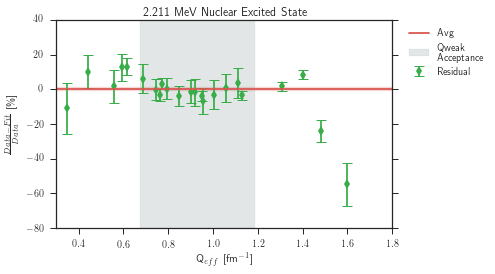 2.211 MeV Nuclear Excited State
40
20
0
−20
−40
−60
−80
Data−Fit
Data
[%]
0.4 0.6 0.8 1.0 1.2 1.4 1.6 1.8
Qeff [fm⁻¹]
Avg
Qweak
Acceptance
Residual